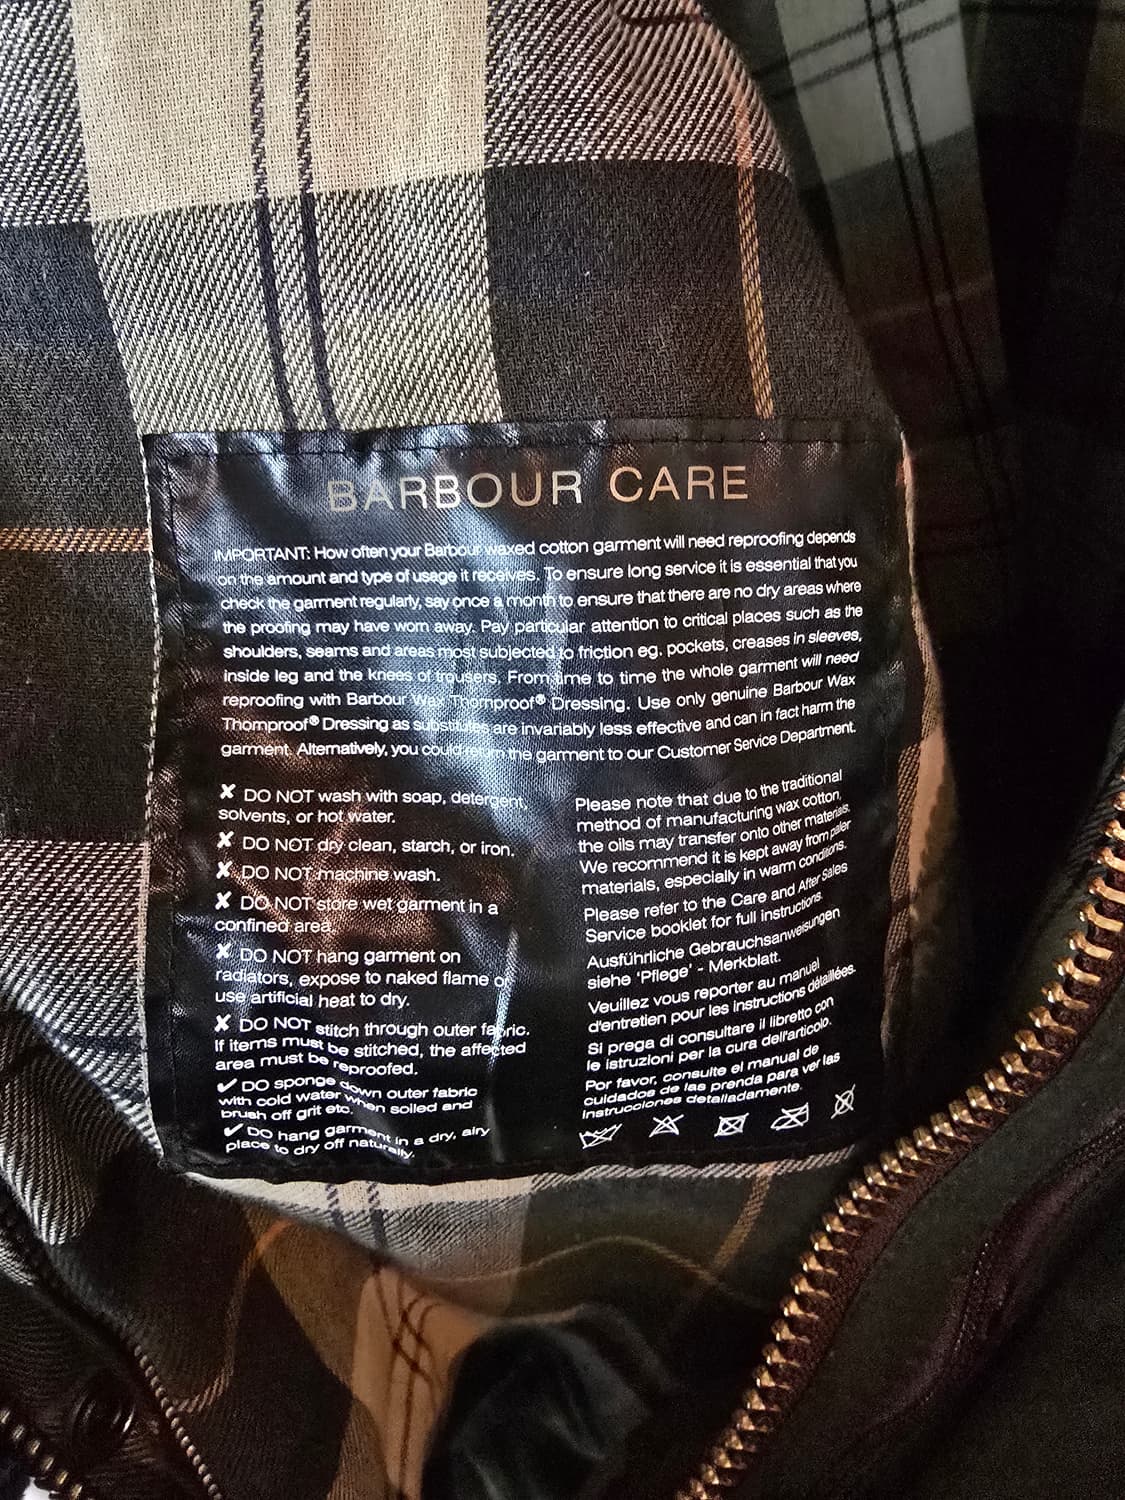 BARBOUR CARE
IMPORTANT: How often your Barbour waxed cotton garment will need reproofing depends
on the amount and type of usage it receives. To ensure long service it is essential that you
check the garment regularly, say once a month to ensure that there are no dry areas where
the proofing may have worn away. Pay particular attention to critical places such as the
shoulders, seams and areas most subjected to friction eg. pockets, creases in sleeves,
inside leg and the knees of trousers. From time to time the whole garment will need
reproofing with Barbour Wax Thornproof® Dressing. Use only genuine Barbour Wax
Thornproof® Dressing as substitutes are invariably less effective and can in fact harm the
garment. Alternatively, you could return the garment to our Customer Service Department.
✘ DO NOT wash with soap, detergent,
solvents, or hot water.
✘ DO NOT dry clean, starch, or iron.
✘ DO NOT machine wash.
✘ DO NOT store wet garment in a
confined area.
✘ DO NOT hang garment on
radiators, expose to naked flame or
use artificial heat to dry.
✘ DO NOT stitch through outer fabric.
If items must be stitched, the affected
area must be reproofed.
✔ DO sponge down outer fabric
with cold water when soiled and
brush off grit etc.
✔ DO hang garment in a dry, airy
place to dry off naturally.
Please note that due to the traditional
method of manufacturing wax cotton,
the oils may transfer onto other materials.
We recommend it is kept away from paler
materials, especially in warm conditions.
Please refer to the Care and After Sales
Service booklet for full instructions.
Ausführliche Gebrauchsanweisungen
siehe 'Pflege' - Merkblatt.
Veuillez vous reporter au manuel
d'entretien pour les instructions détaillées.
Si prega di consultare il libretto con
le istruzioni per la cura dell'articolo.
Por favor, consulte el manual de
cuidados de las prenda para ver las
instrucciones detalladamente.